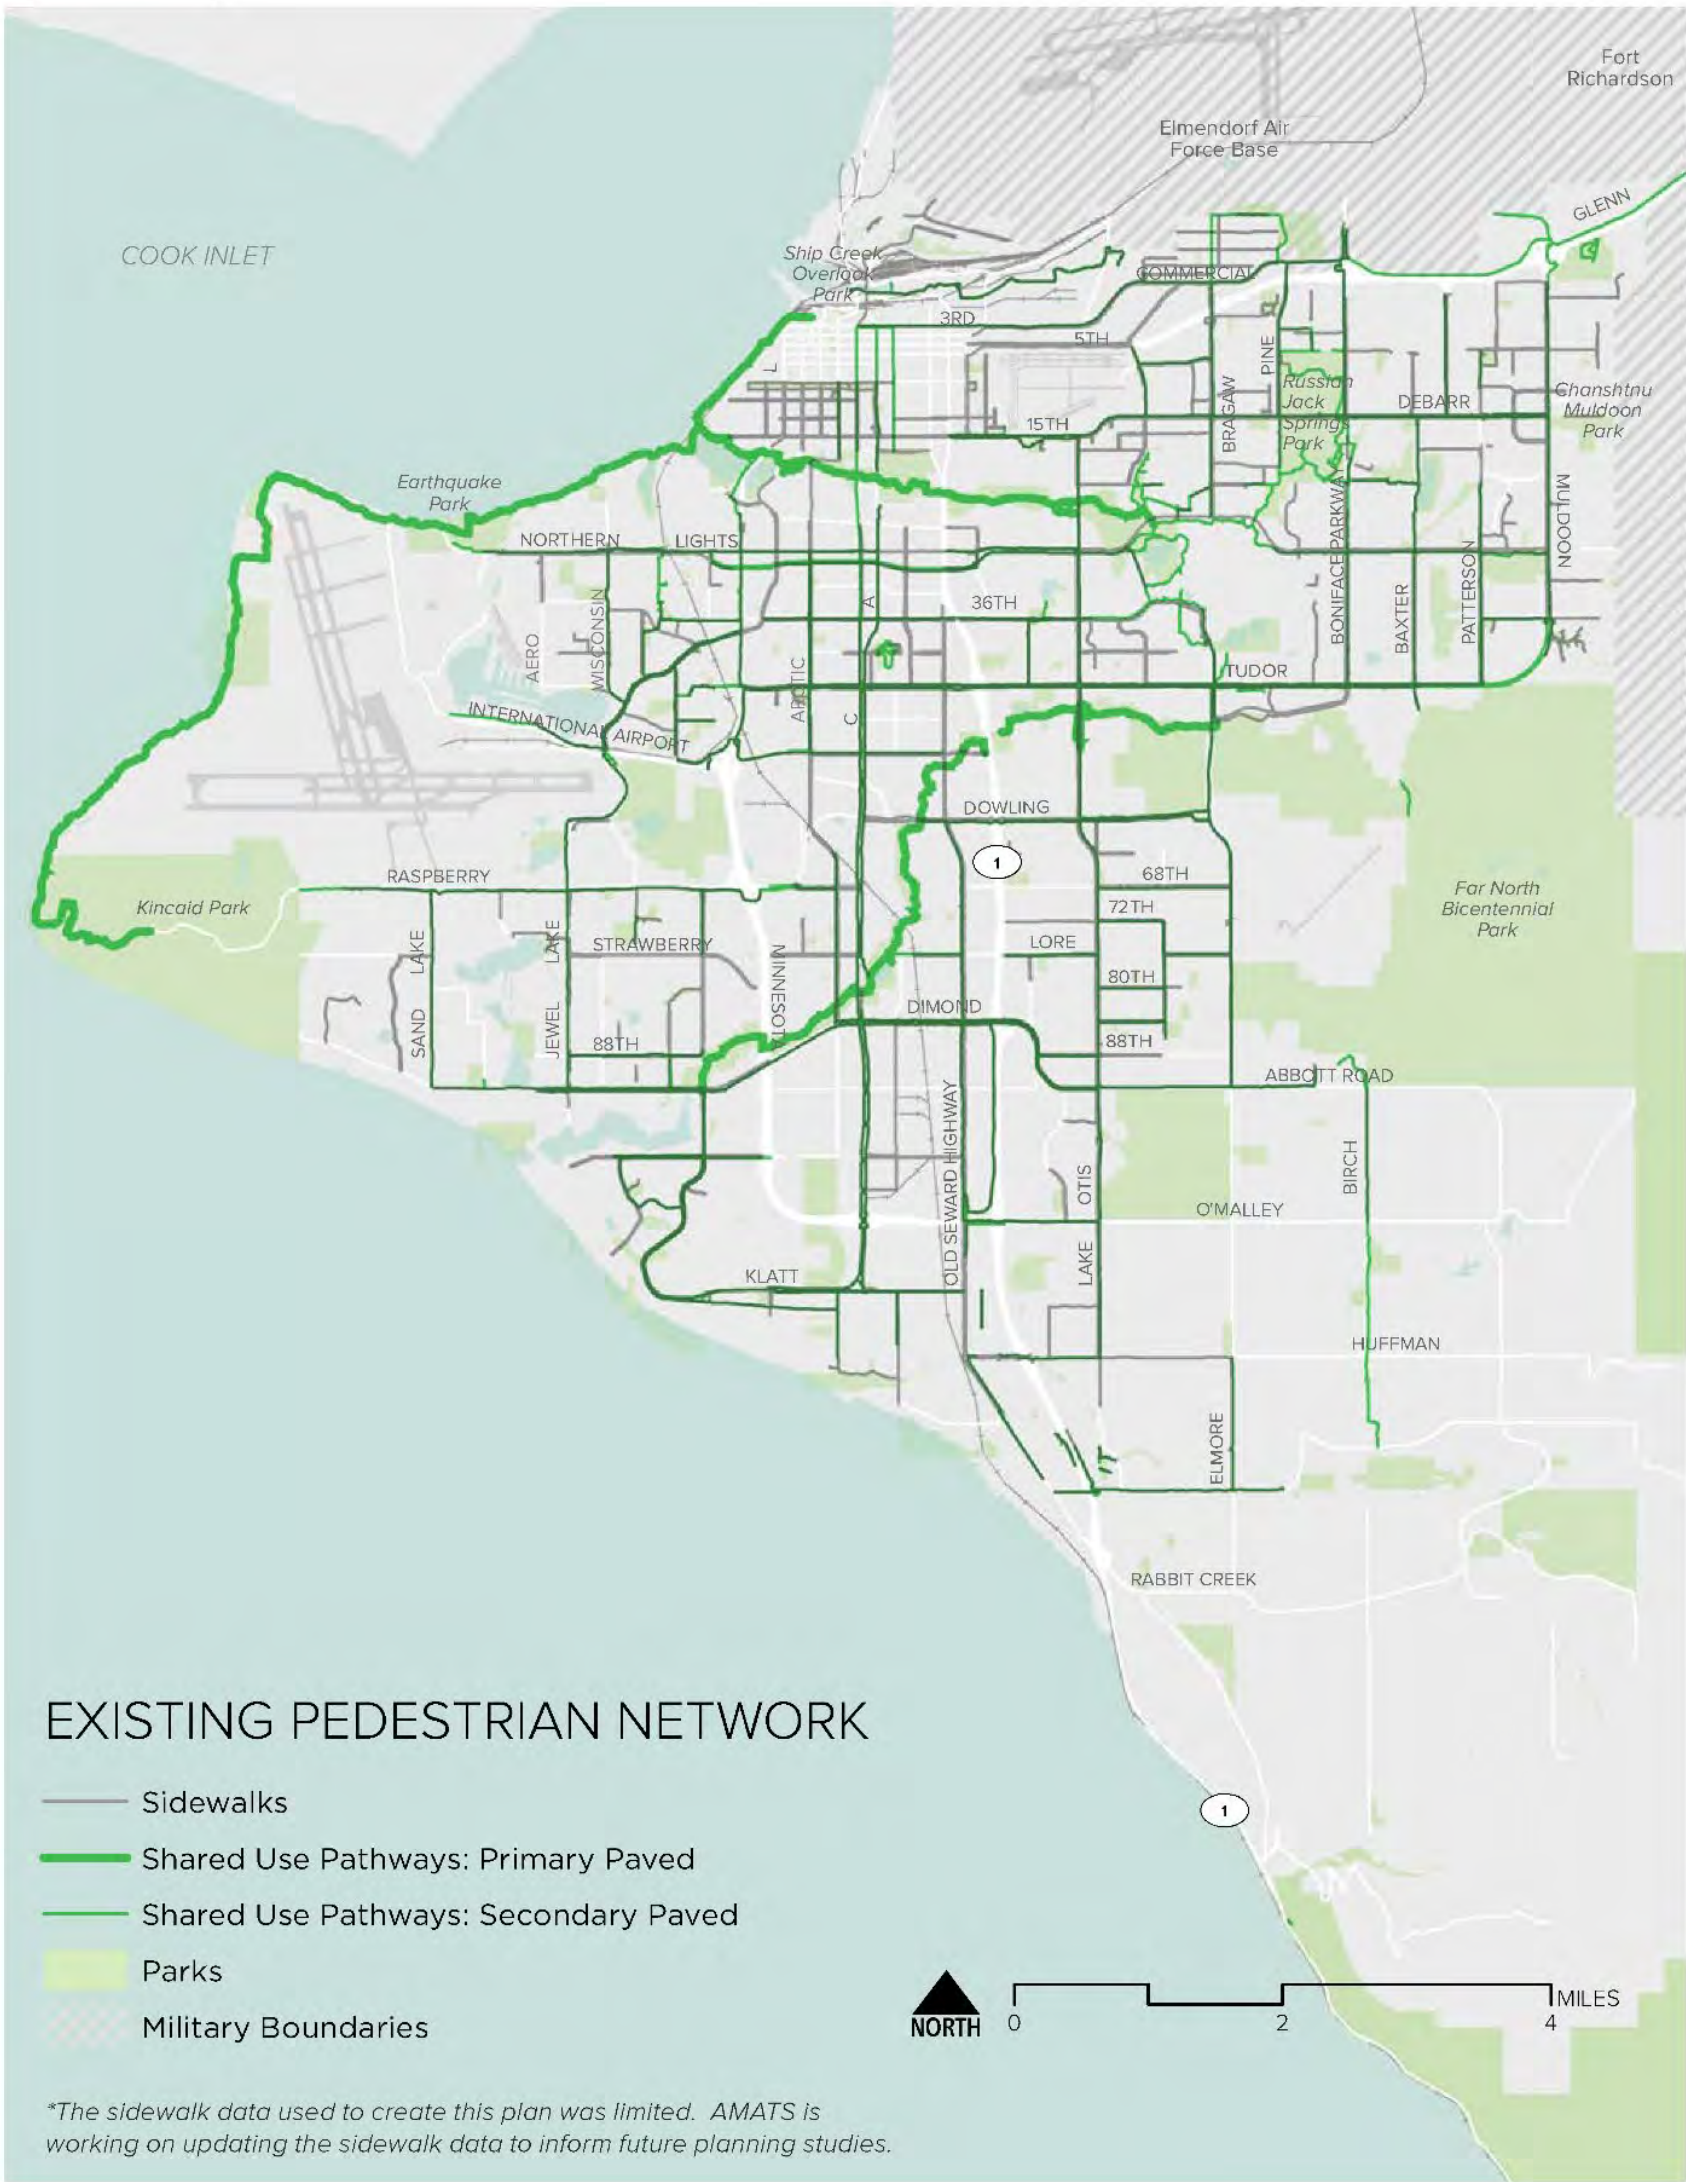 Fort
Richardson
Elmendorf Air
Force Base
GLENN
COOK INLET
Ship Creek
Overlook
Park
COMMERCIAL
3RD
5TH
L
PINE
Russian
Jack
Springs
Park
BRAGAW
DEBARR
Chanshtnu
Muldoon
Park
15TH
Earthquake
Park
MULDOON
NORTHERN LIGHTS
BONIFACE PARKWAY
PATTERSON
BAXTER
WISCONSIN
AERO
A
36TH
ARCTIC
TUDOR
C
INTERNATIONAL AIRPORT
DOWLING
1
RASPBERRY
68TH
Kincaid Park
72TH
Far North
Bicentennial
Park
SAND LAKE
JEWEL LAKE
STRAWBERRY
LORE
MINNESOTA
80TH
DIMOND
88TH
88TH
ABBOTT ROAD
OLD SEWARD HIGHWAY
BIRCH
LAKE OTIS
O'MALLEY
KLATT
HUFFMAN
ELMORE
RABBIT CREEK
1
EXISTING PEDESTRIAN NETWORK
Sidewalks
Shared Use Pathways: Primary Paved
Shared Use Pathways: Secondary Paved
Parks
Military Boundaries
NORTH
0
2
4
MILES
*The sidewalk data used to create this plan was limited. AMATS is
working on updating the sidewalk data to inform future planning studies.